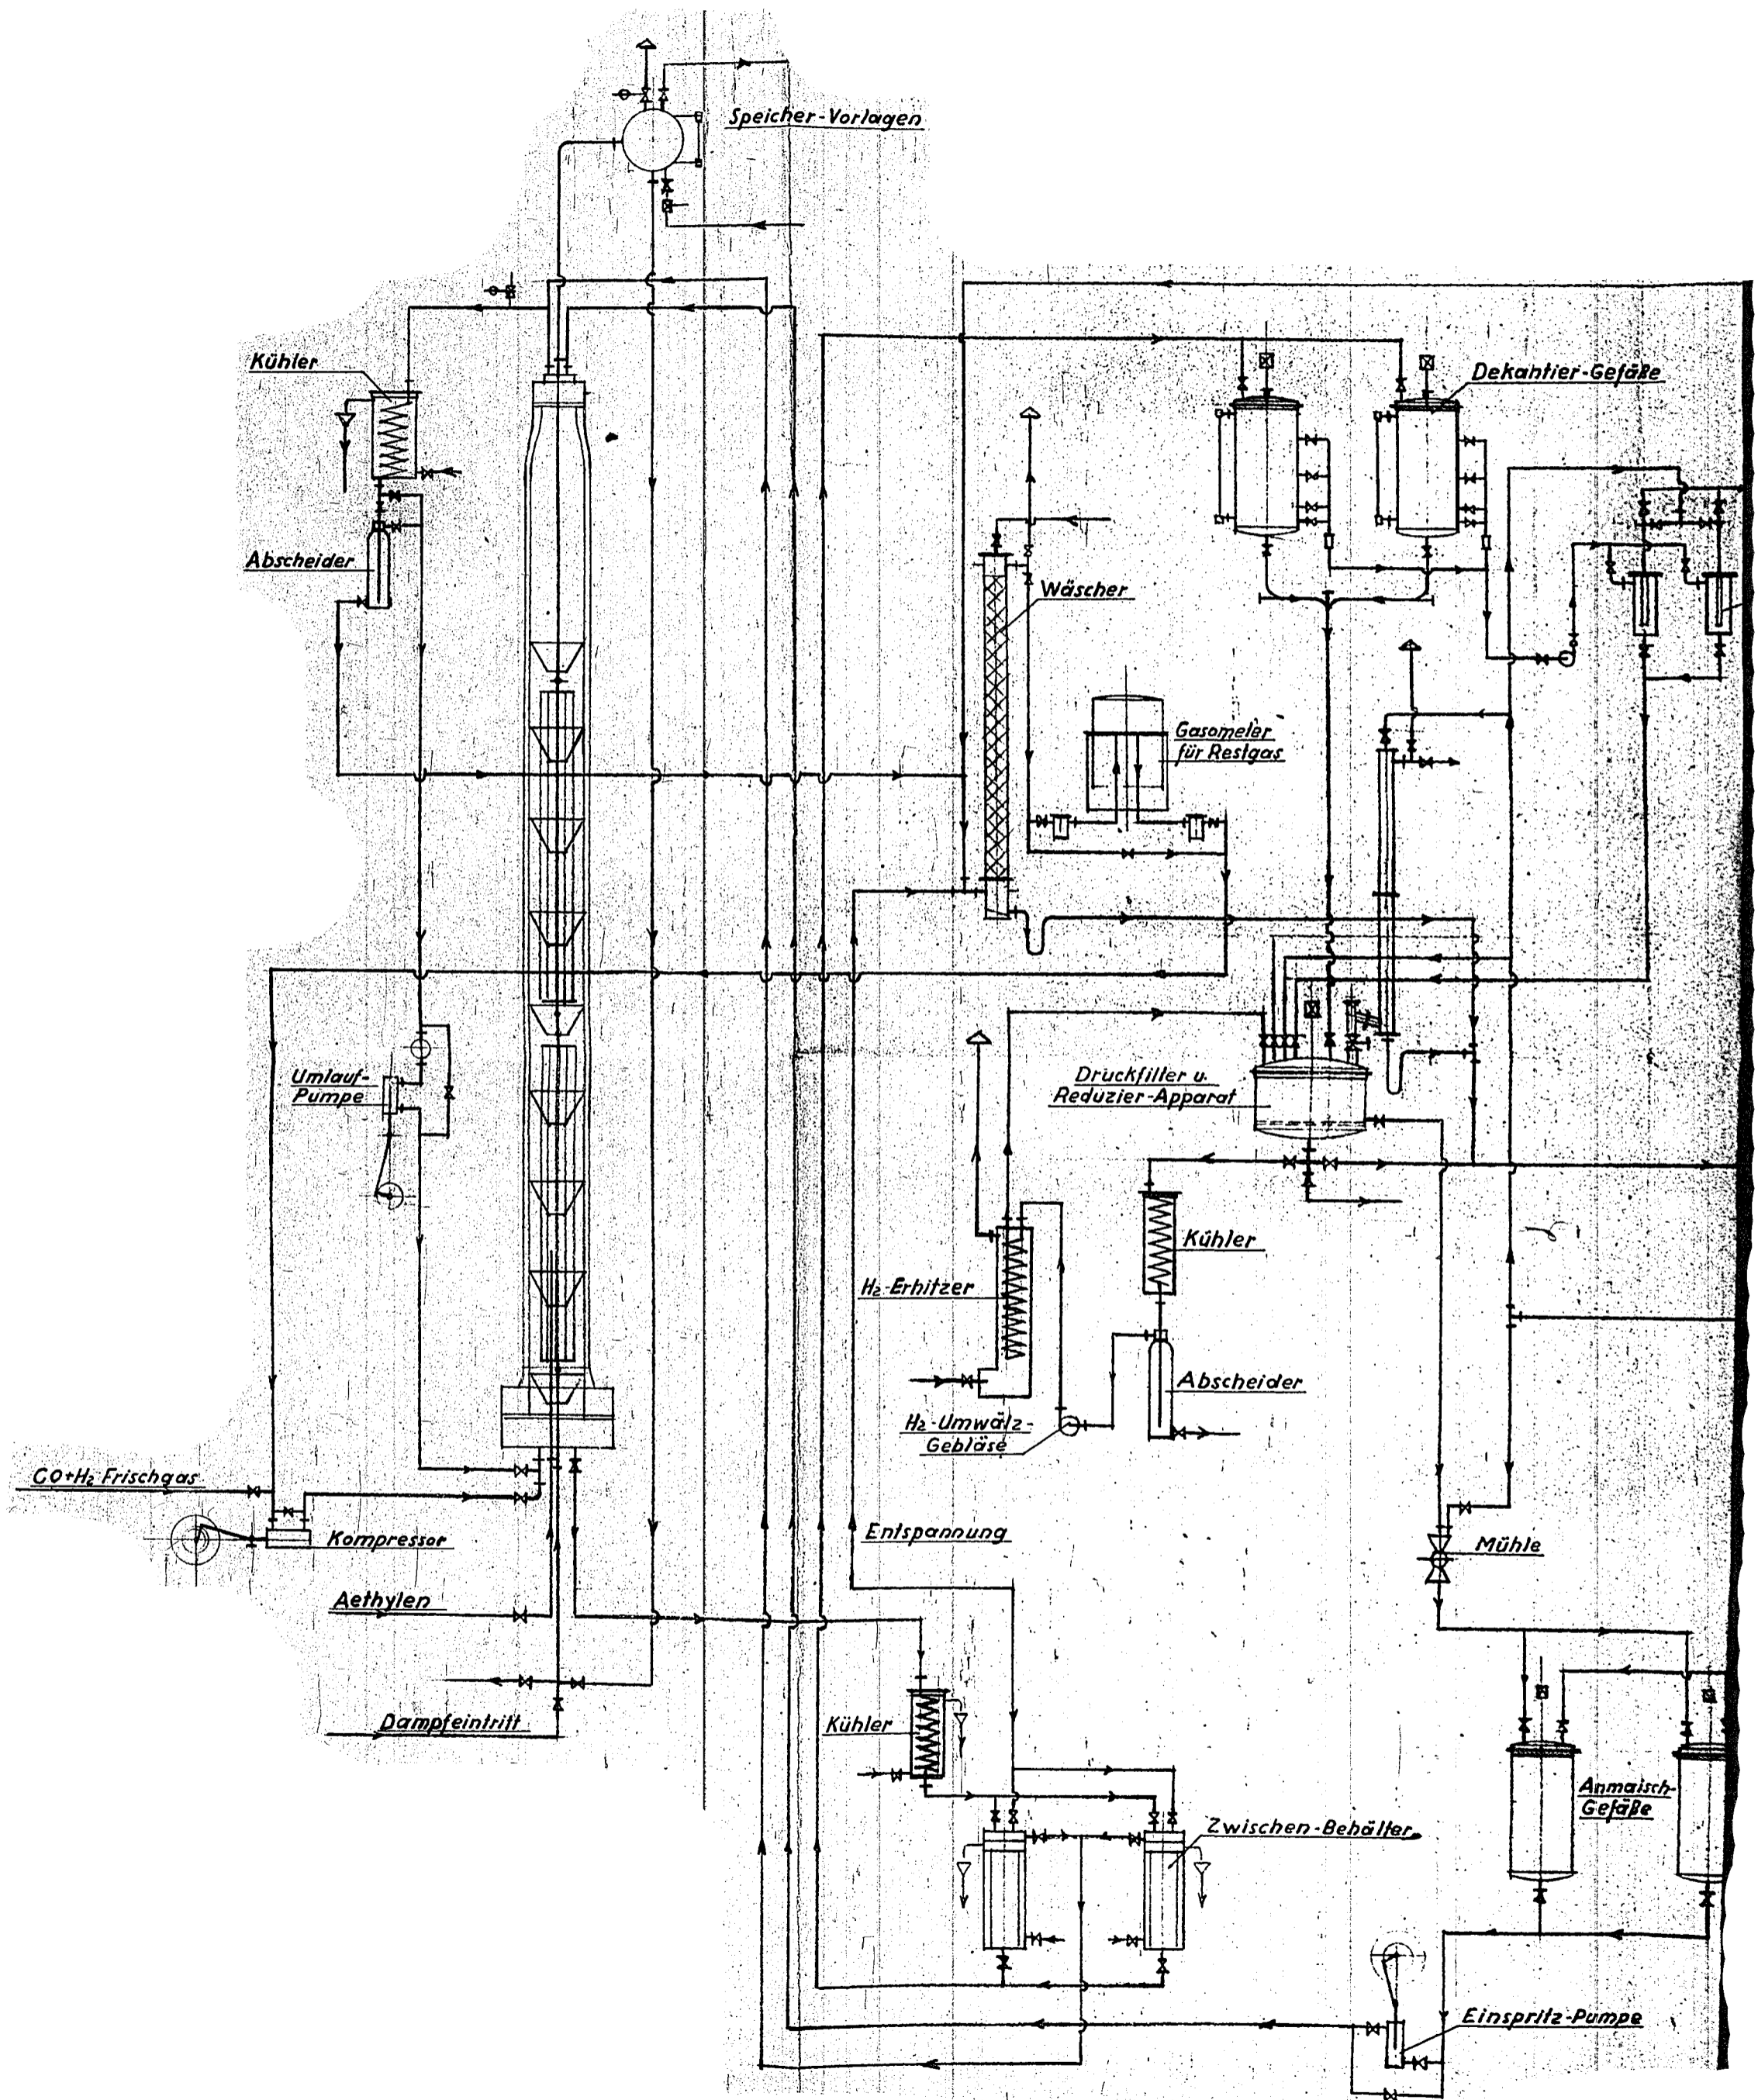 Speicher-Vorlagen
Kühler
Dekantier-Gefäße
Abscheider
Wäscher
Gasometer
für Restgas
Umlauf-
Pumpe
Druckfilter u.
Reduzier-Apparat
Kühler
H₂-Erhitzer
Abscheider
H₂-Umwälz-
Gebläse
CO+H₂ Frischgas
Kompressor
Entspannung
Mühle
Aethylen
Dampfeintritt
Kühler
Anmaisch-
Gefäße
Zwischen-Behälter
Einspritz-Pumpe